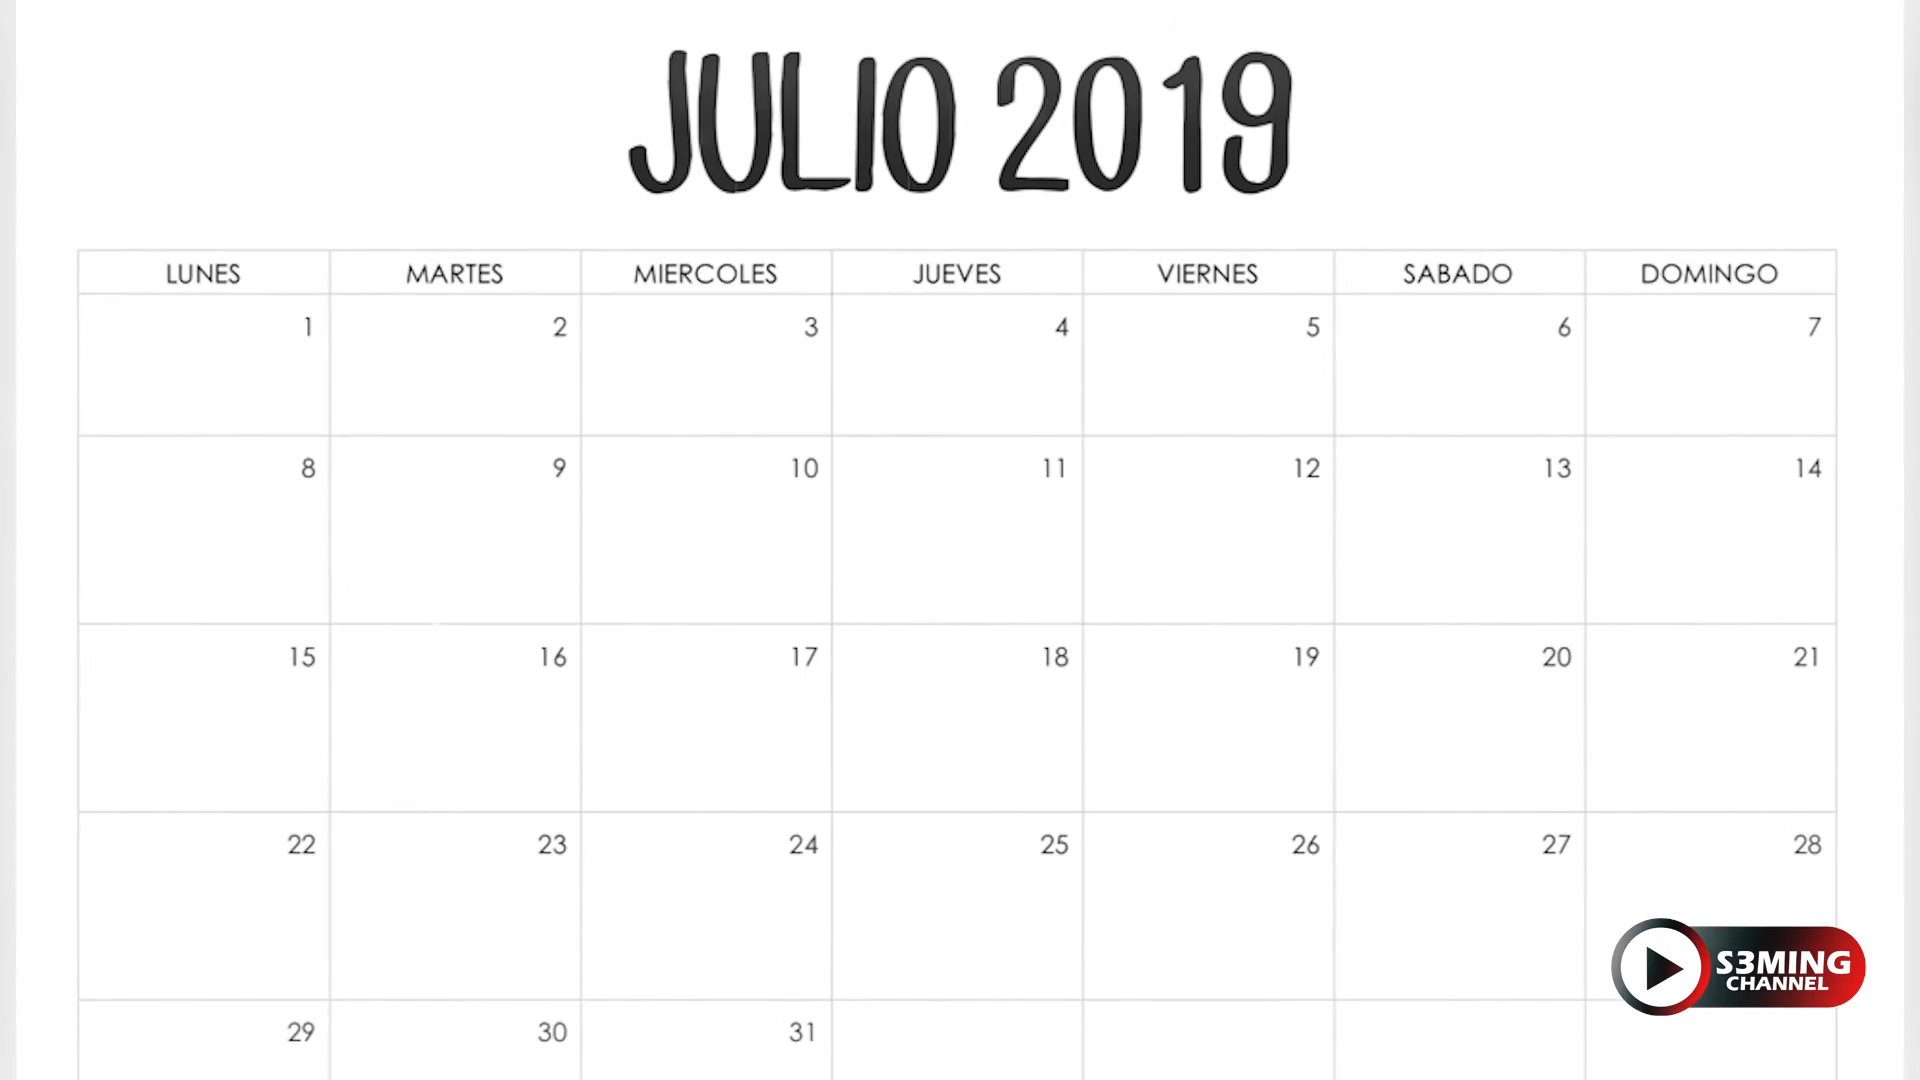 JULIO 2019
LUNES MARTES MIERCOLES JUEVES VIERNES SABADO DOMINGO
1 2 3 4 5 6 7
8 9 10 11 12 13 14
15 16 17 18 19 20 21
22 23 24 25 26 27 28
S3MING
CHANNEL
29 30 31